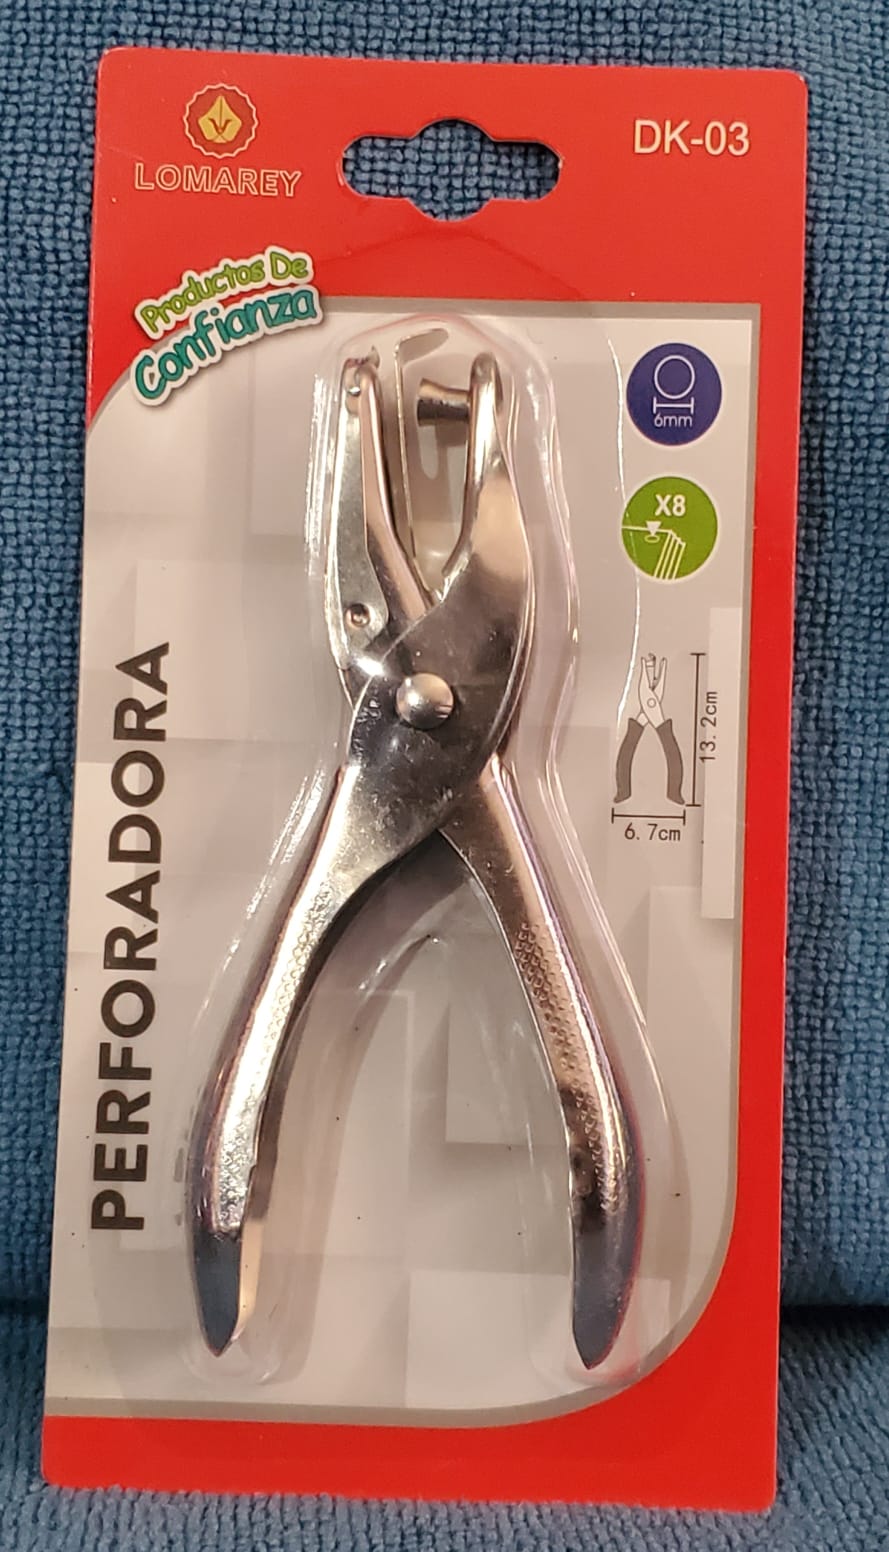 LOMAREY
DK-03
Productos De
Confianza
6mm
X8
13.2cm
6.7cm
PERFORADORA